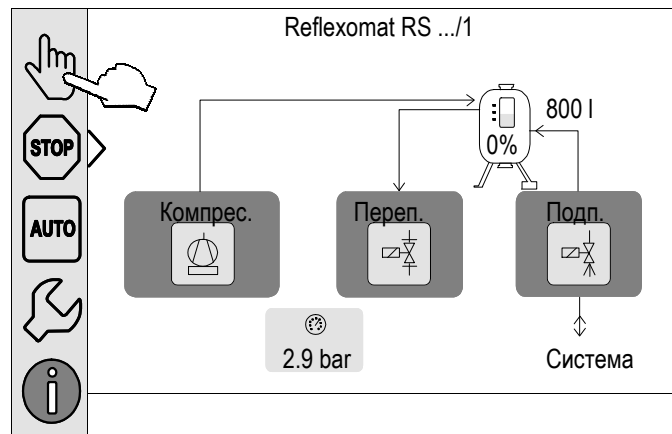 Reflexomat RS .../1
STOP
AUTO
800 l
0%
Компрес.
Переп.
Подп.
2.9 bar
Система